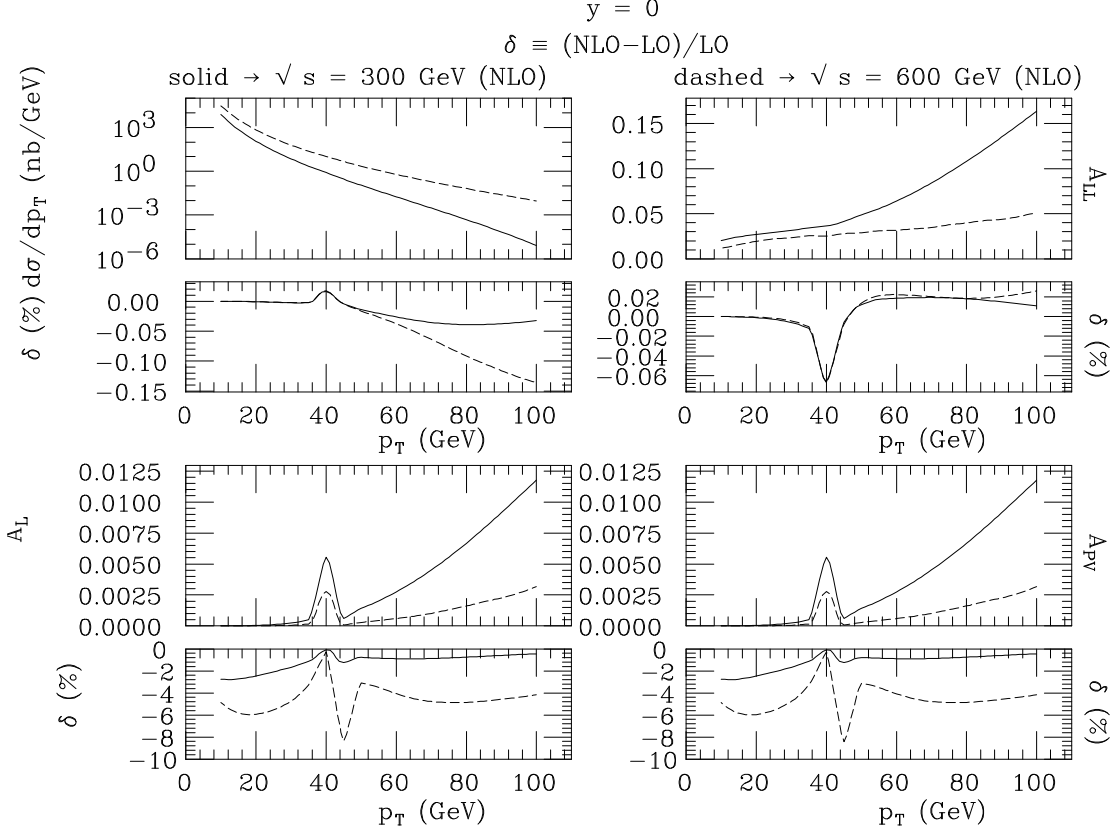 y = 0
δ ≡ (NLO−LO)/LO
solid → √ s = 300 GeV (NLO)
dashed → √ s = 600 GeV (NLO)
dσ/dp_T (nb/GeV)
10^3
10^0
10^−3
10^−6
0.15
0.10
0.05
0.00
A_LL
δ (%)
0.00
−0.05
−0.10
−0.15
0 20 40 60 80 100
p_T (GeV)
0.02
0.00
−0.02
−0.04
−0.06
δ (%)
0 20 40 60 80 100
p_T (GeV)
A_L
0.0125
0.0100
0.0075
0.0050
0.0025
0.0000
0.0125
0.0100
0.0075
0.0050
0.0025
0.0000
A_PV
δ (%)
0
−2
−4
−6
−8
−10
0 20 40 60 80 100
p_T (GeV)
0
−2
−4
−6
−8
−10
δ (%)
0 20 40 60 80 100
p_T (GeV)